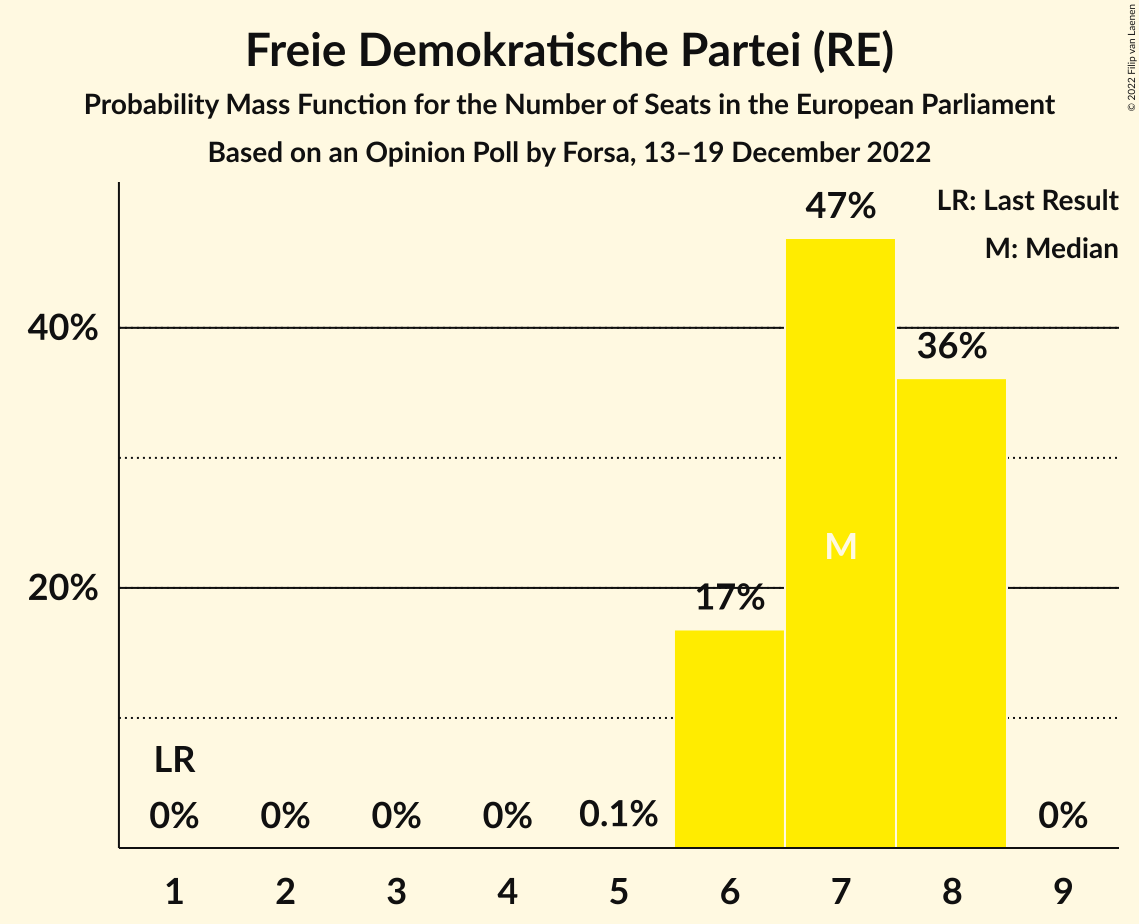 Freie Demokratische Partei (RE)
Probability Mass Function for the Number of Seats in the European Parliament
Based on an Opinion Poll by Forsa, 13–19 December 2022
© 2022 Filip van Laenen
LR: Last Result
M: Median
47%
40%
36%
M
20%
17%
LR
0%
0%
0%
0%
0.1%
0%
1
2
3
4
5
6
7
8
9